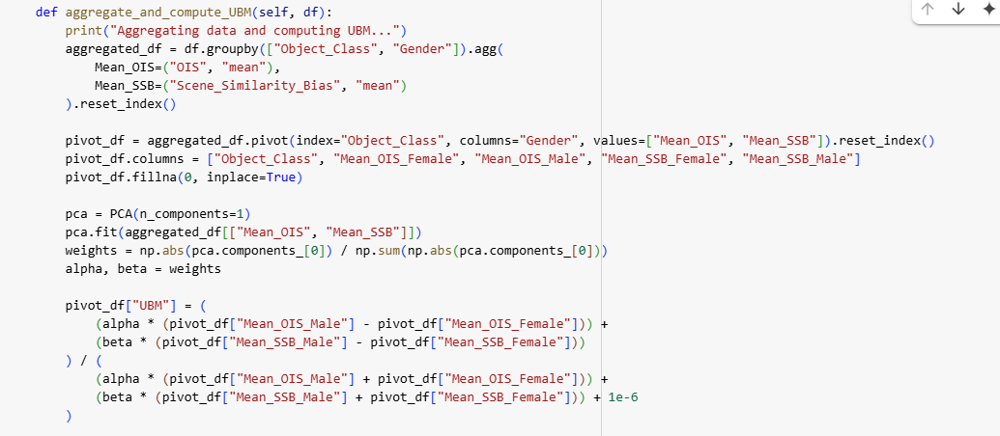 def aggregate_and_compute_UBM(self, df):
    print("Aggregating data and computing UBM...")
    aggregated_df = df.groupby(["Object_Class", "Gender"]).agg(
        Mean_OIS=("OIS", "mean"),
        Mean_SSB=("Scene_Similarity_Bias", "mean")
    ).reset_index()

    pivot_df = aggregated_df.pivot(index="Object_Class", columns="Gender", values=["Mean_OIS", "Mean_SSB"]).reset_index()
    pivot_df.columns = ["Object_Class", "Mean_OIS_Female", "Mean_OIS_Male", "Mean_SSB_Female", "Mean_SSB_Male"]
    pivot_df.fillna(0, inplace=True)

    pca = PCA(n_components=1)
    pca.fit(aggregated_df[["Mean_OIS", "Mean_SSB"]])
    weights = np.abs(pca.components_[0]) / np.sum(np.abs(pca.components_[0]))
    alpha, beta = weights

    pivot_df["UBM"] = (
        (alpha * (pivot_df["Mean_OIS_Male"] - pivot_df["Mean_OIS_Female"])) +
        (beta * (pivot_df["Mean_SSB_Male"] - pivot_df["Mean_SSB_Female"]))
    ) / (
        (alpha * (pivot_df["Mean_OIS_Male"] + pivot_df["Mean_OIS_Female"])) +
        (beta * (pivot_df["Mean_SSB_Male"] + pivot_df["Mean_SSB_Female"])) + 1e-6
    )